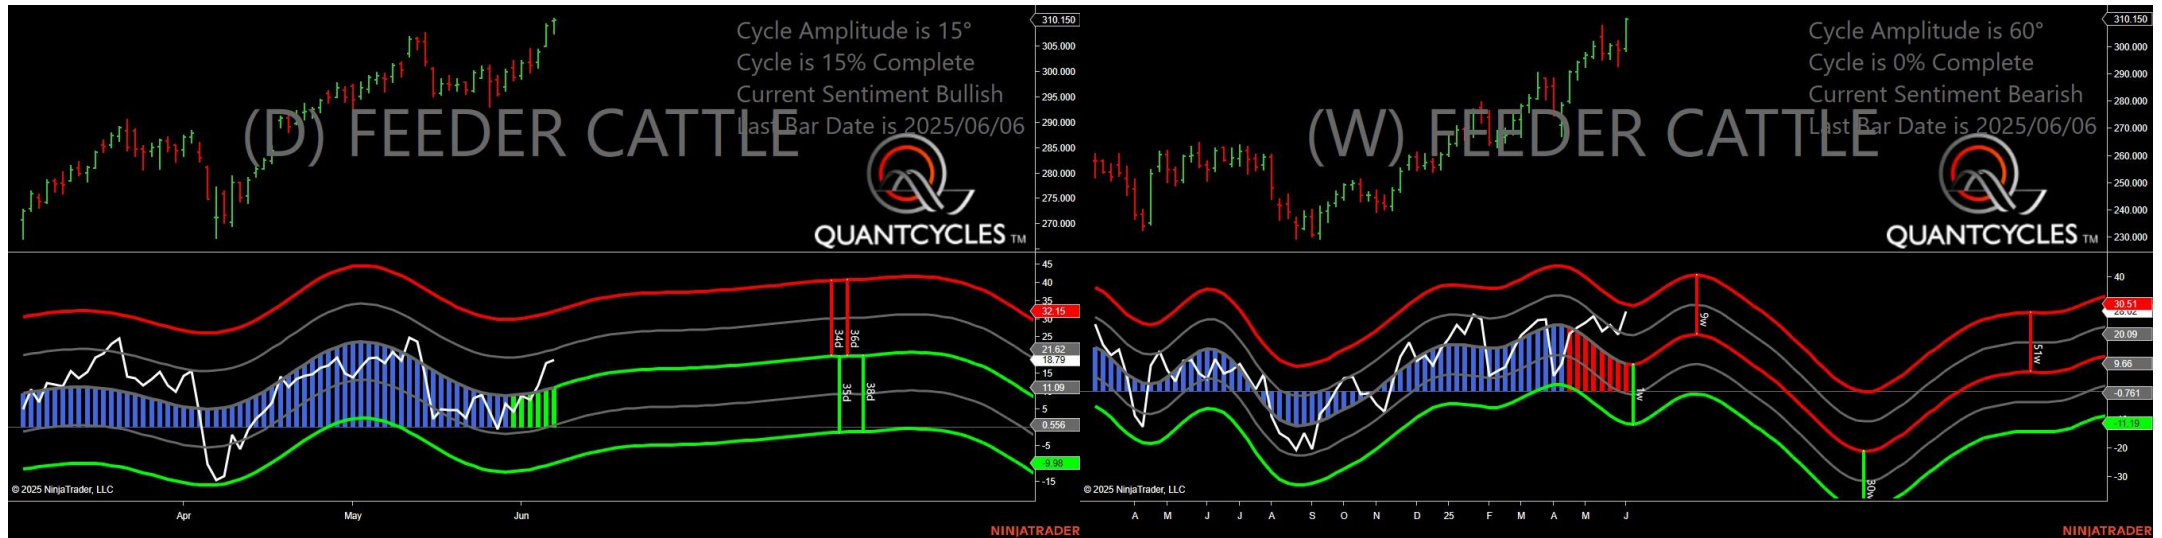 Cycle Amplitude is 15°
Cycle is 15% Complete
Current Sentiment Bullish
Last Bar Date is 2025/06/06
(D) FEEDER CATTLE
QUANTCYCLES TM
310.150
305.000
300.000
295.000
290.000
285.000
280.000
275.000
270.000
45
40
35
32.15
30
25
21.62
18.79
15
11.09
5
0.556
-5
-9.98
-15
34d
36d
35d
38d
© 2025 NinjaTrader, LLC
Apr
May
Jun
NINJATRADER
Cycle Amplitude is 60°
Cycle is 0% Complete
Current Sentiment Bearish
Last Bar Date is 2025/06/06
(W) FEEDER CATTLE
QUANTCYCLES TM
310.150
300.000
290.000
280.000
270.000
260.000
250.000
240.000
230.000
40
30.51
20.09
9.66
-0.761
-11.19
-20
-30
9w
1w
51w
© 2025 NinjaTrader, LLC
A
M
J
J
A
S
O
N
D
25
F
M
A
M
J
NINJATRADER